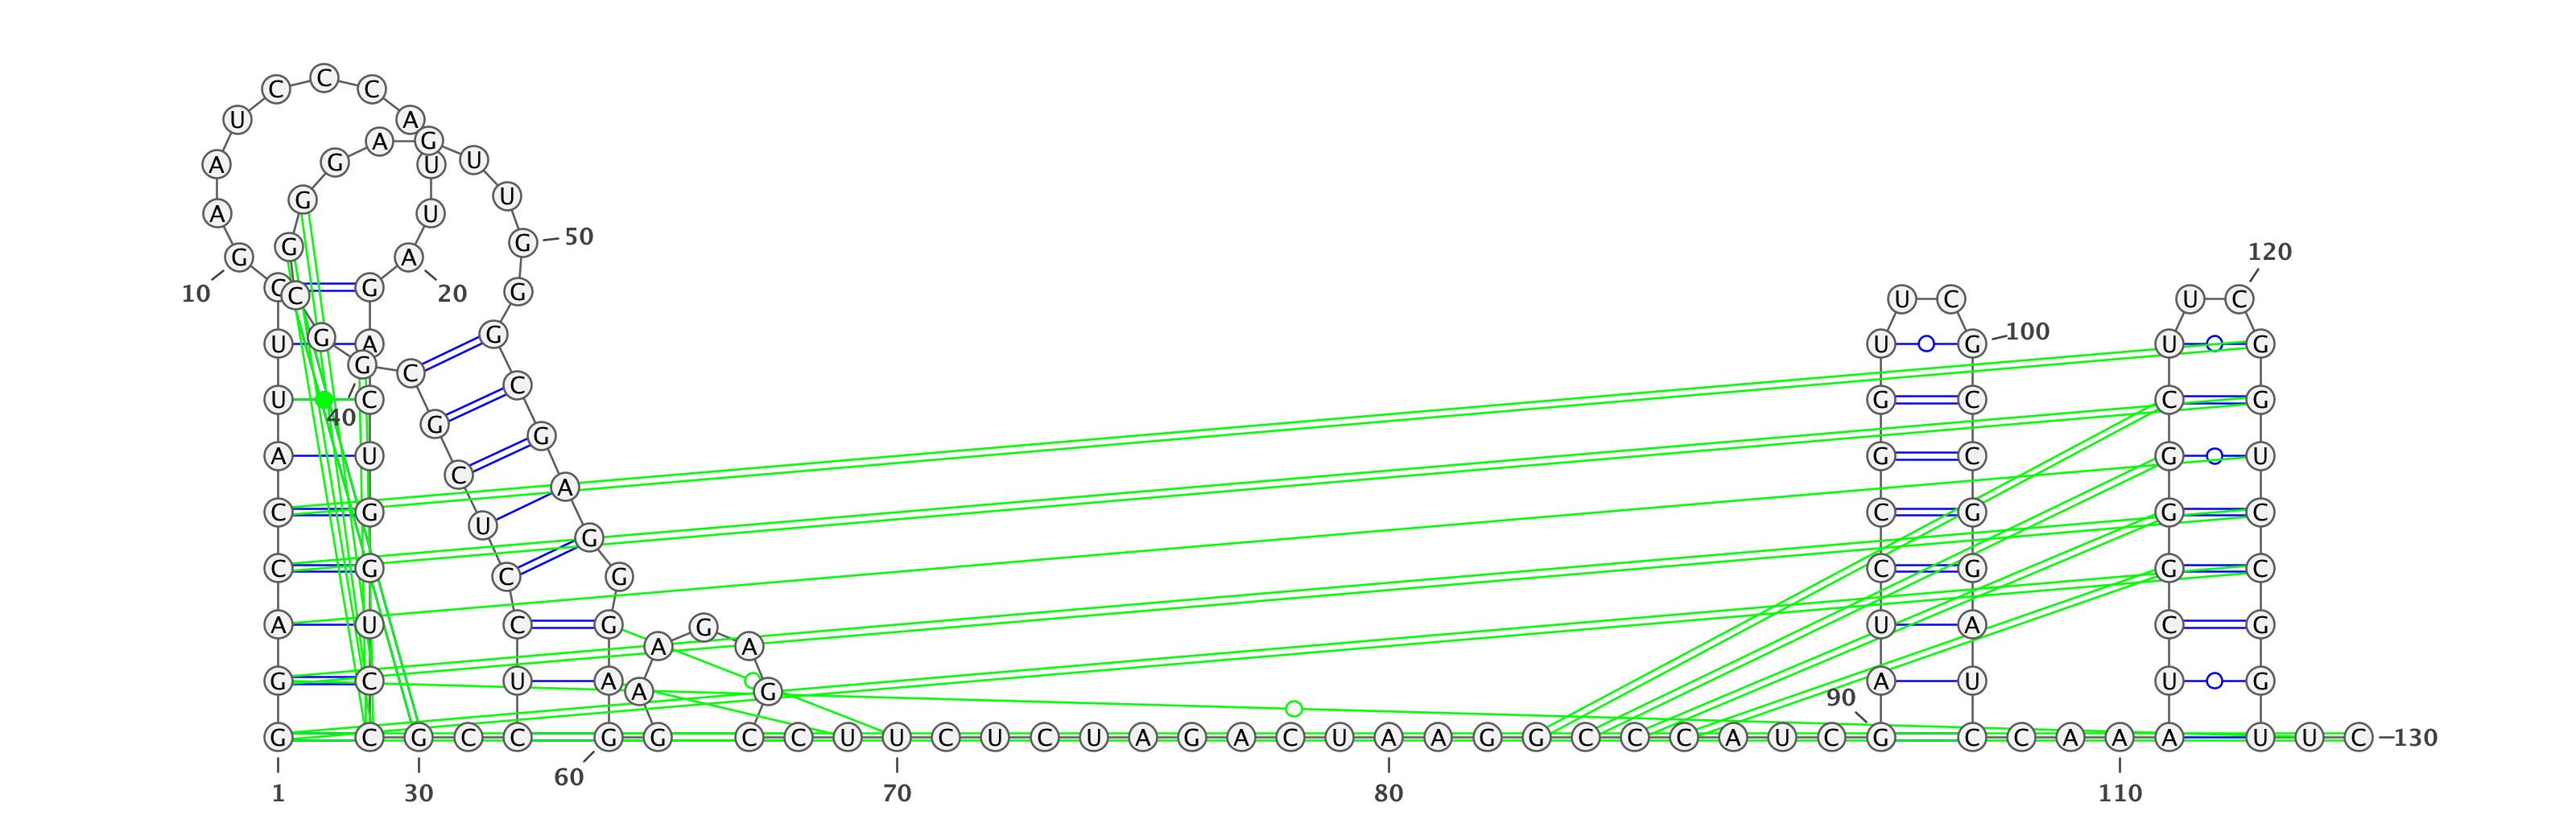 G G A C C A U U C G
10
A A U C C C A U U A
20
G A C U G G U C C G
30
C C U C C U C G C G
40
G C G G G A G U U G
50
G G C G A G G G A G
60
G A A G A G C C U U
70
C U C U A G A C U A
80
A G G C C C A U C G
90
A U C C G G U U C G
100
C C G G A U C C A A
110
A U C G G G C U U C
120
G G U C C G G U U C
130
1